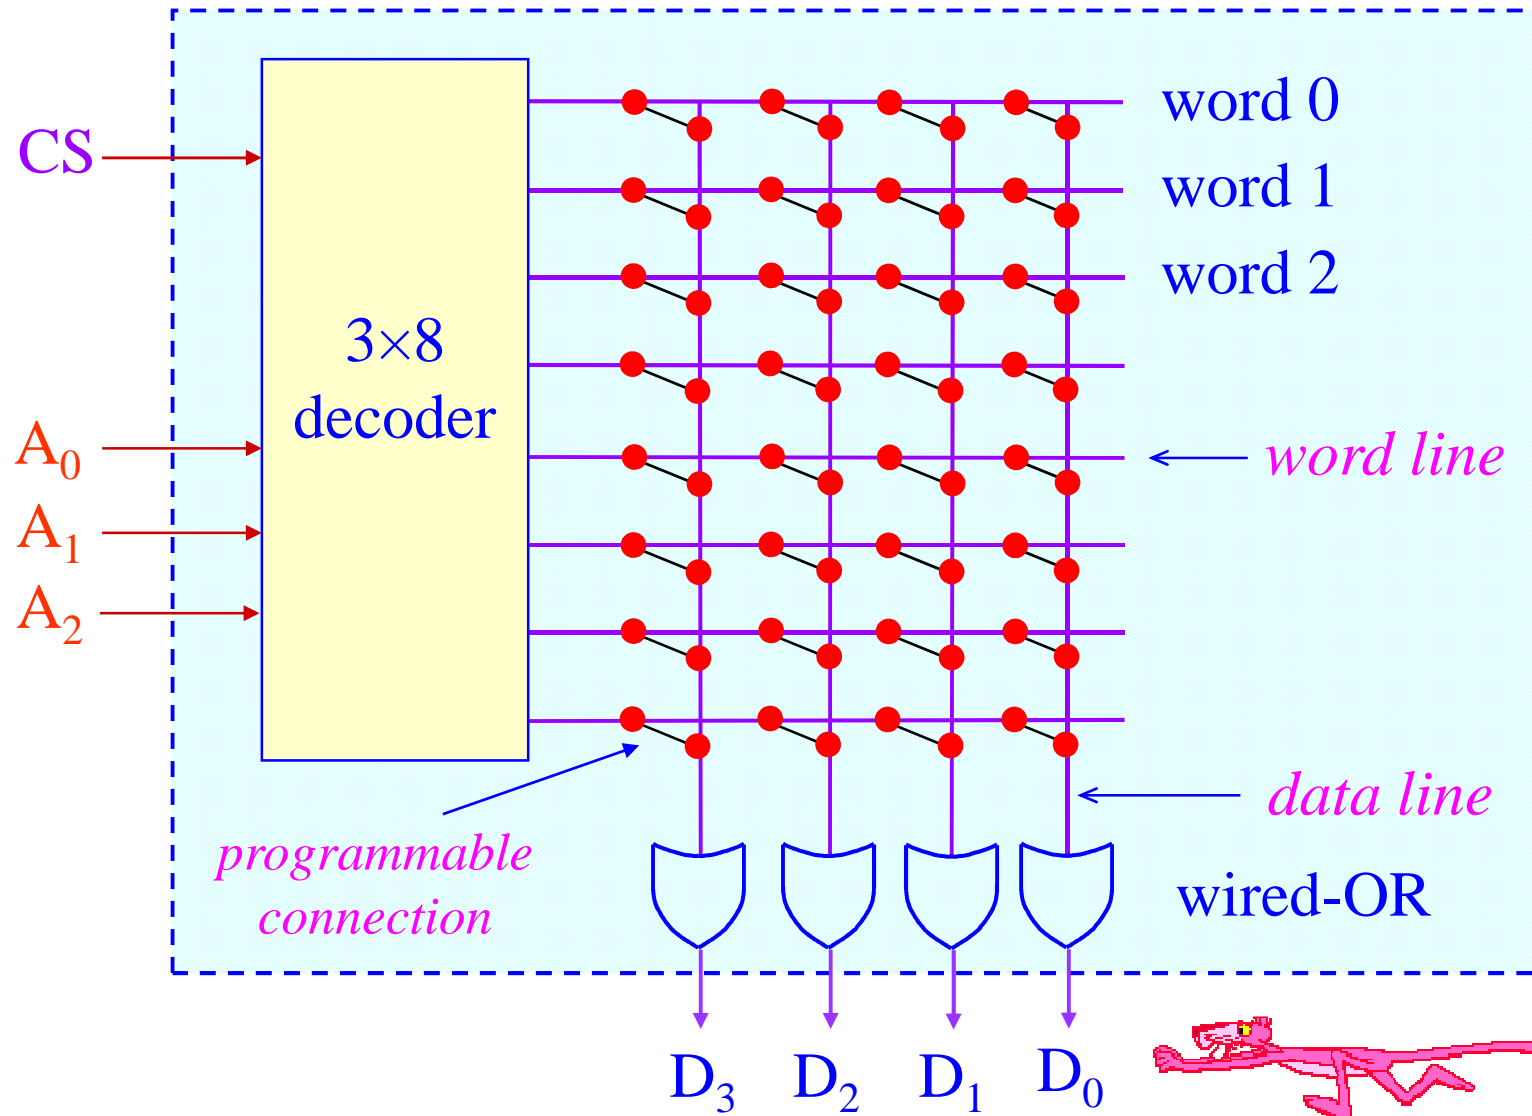 CS
A₀
A₁
A₂
3×8
decoder
word 0
word 1
word 2
word line
data line
programmable
connection
wired-OR
D₃
D₂
D₁
D₀